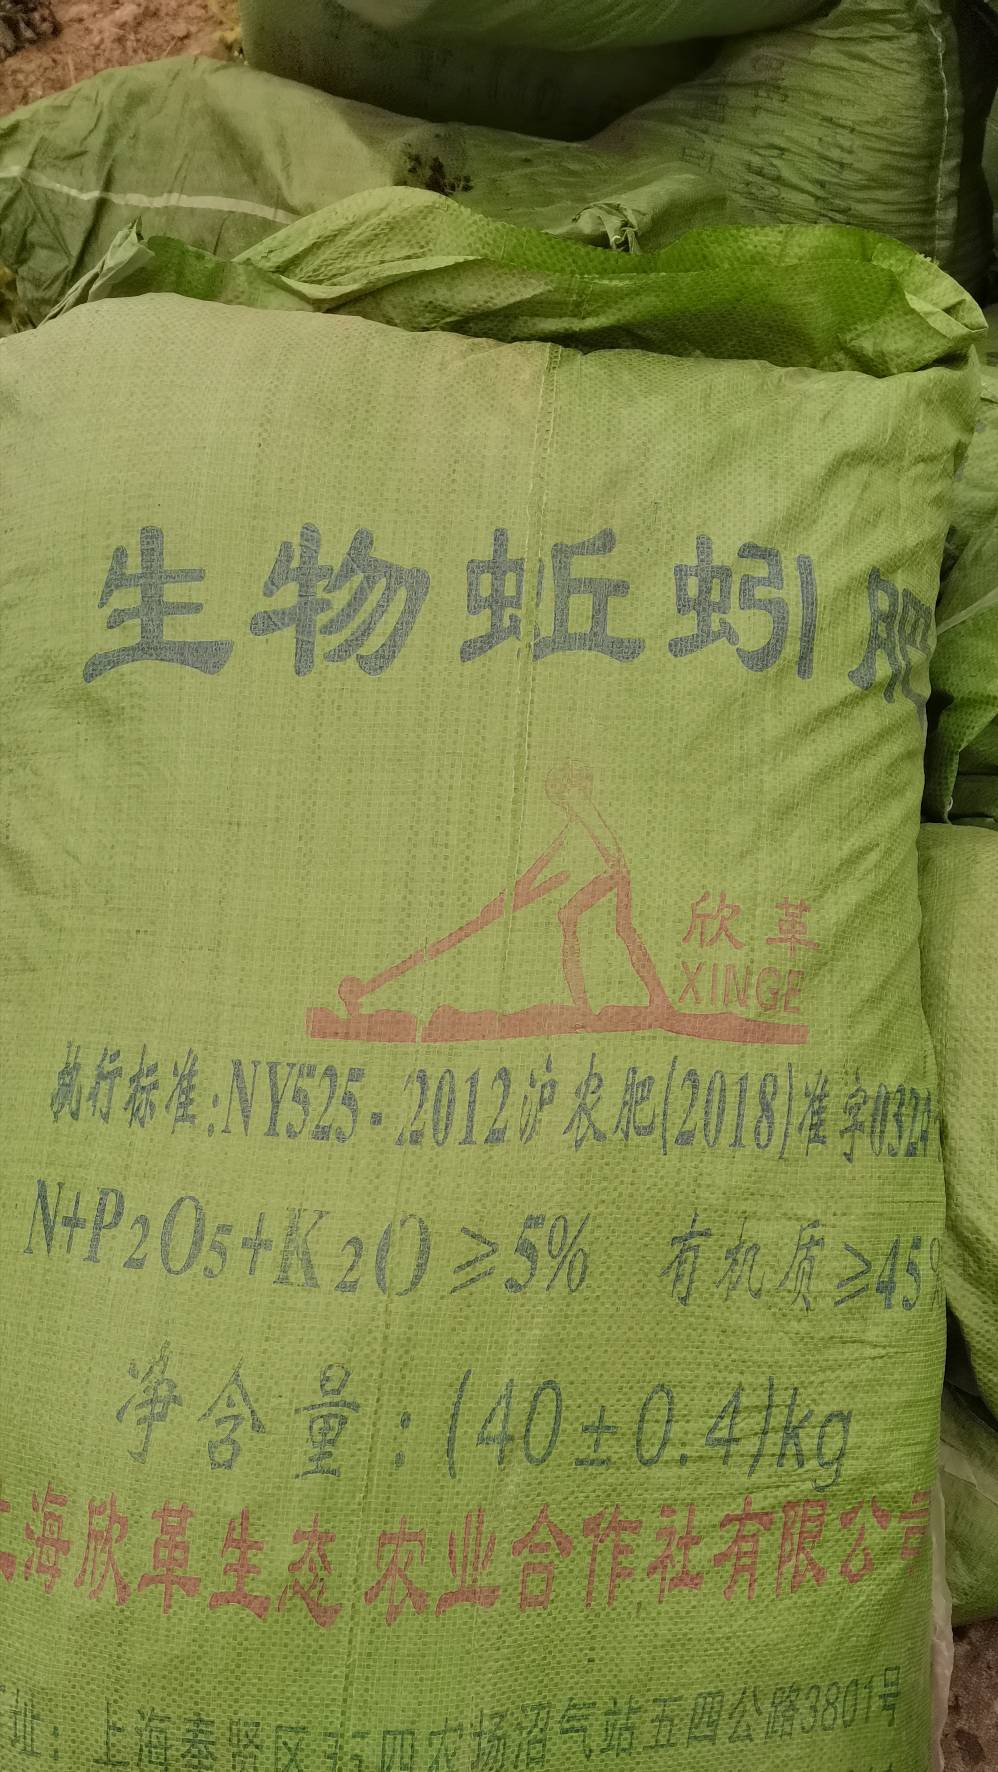 生物蚯蚓肥
欣革
XINGE
执行标准:NY525-2012沪农肥(2018)准字032
N+P2O5+K2O≥5% 有机质≥45%
净含量:(40±0.4)kg
上海欣革生态农业合作社有限公司
址:上海奉贤区五四农场沼气站五四公路3801号